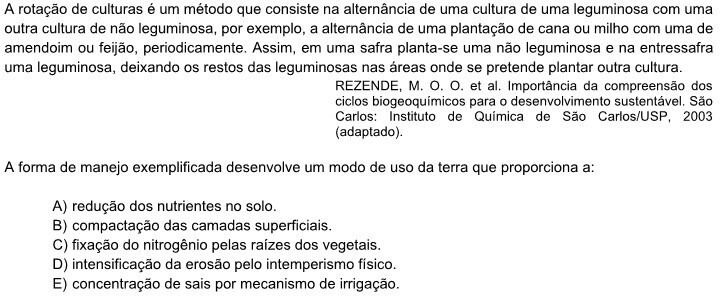 A rotação de culturas é um método que consiste na alternância de uma cultura de uma leguminosa com uma
outra cultura de não leguminosa, por exemplo, a alternância de uma plantação de cana ou milho com uma de
amendoim ou feijão, periodicamente. Assim, em uma safra planta-se uma não leguminosa e na entressafra
uma leguminosa, deixando os restos das leguminosas nas áreas onde se pretende plantar outra cultura.
REZENDE, M. O. O. et al. Importância da compreensão dos
ciclos biogeoquímicos para o desenvolvimento sustentável. São
Carlos: Instituto de Química de São Carlos/USP, 2003
(adaptado).
A forma de manejo exemplificada desenvolve um modo de uso da terra que proporciona a:
A) redução dos nutrientes no solo.
B) compactação das camadas superficiais.
C) fixação do nitrogênio pelas raízes dos vegetais.
D) intensificação da erosão pelo intemperismo físico.
E) concentração de sais por mecanismo de irrigação.